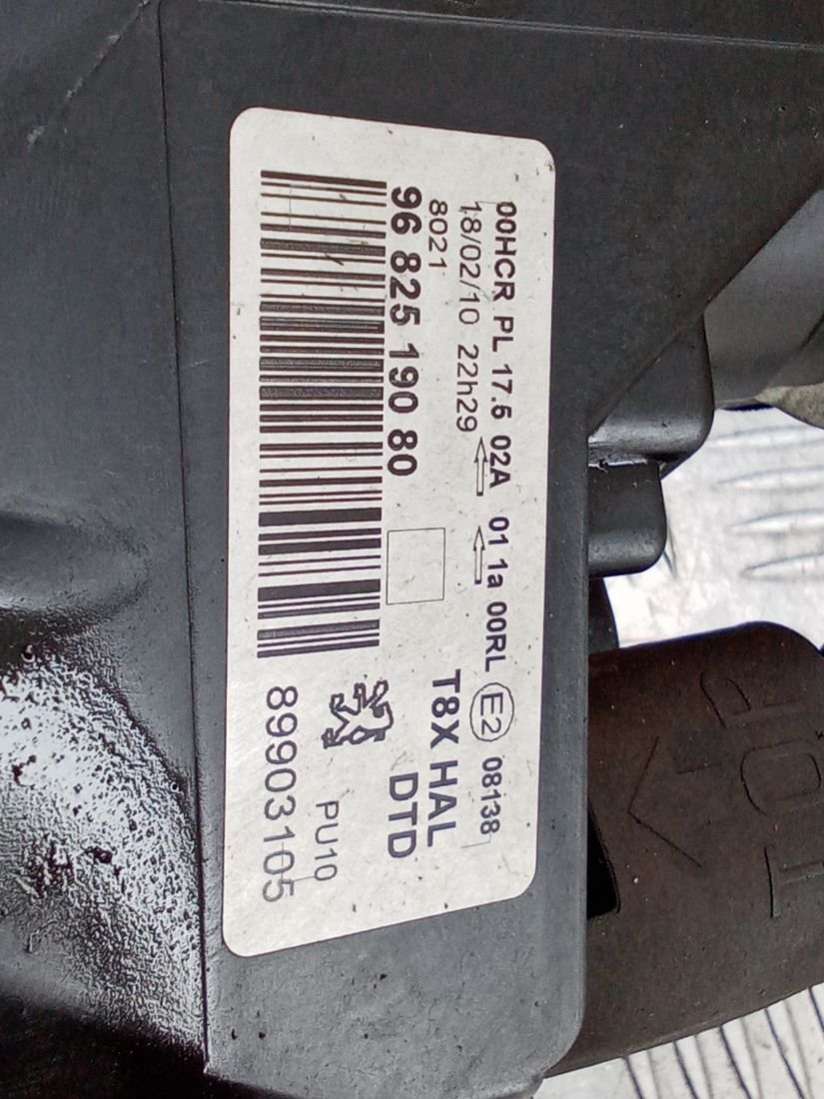 00HCR PL 17.5 02A 01 1a 00RL E2 08138
18/02/10 22h29
8021
T8X HAL
96 825 190 80
DTD
PU10
89903105
TOP